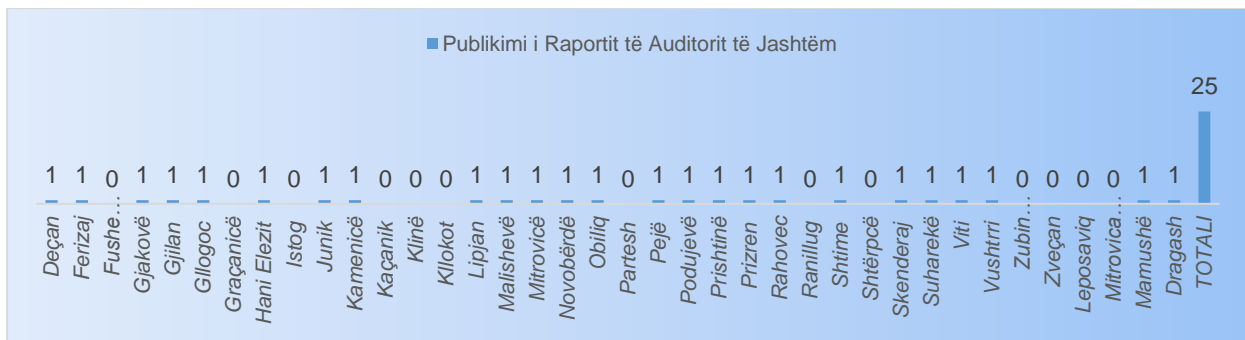 Publikimi i Raportit të Auditorit të Jashtëm
25
1 1 0 1 1 1 0 1 0 1 1 0 0 0 1 1 1 1 1 0 1 1 1 1 1 0 1 0 1 1 1 1 0 0 0 0 1 1
Deçan
Ferizaj
Fushe…
Gjakovë
Gjilan
Gllogoc
Graçanicë
Hani Elezit
Istog
Junik
Kamenicë
Kaçanik
Klinë
Kllokot
Lipjan
Malishevë
Mitrovicë
Novobërdë
Obiliq
Partesh
Pejë
Podujevë
Prishtinë
Prizren
Rahovec
Ranillug
Shtime
Shtërpcë
Skenderaj
Suharekë
Viti
Vushtrri
Zubin…
Zveçan
Leposaviq
Mitrovica…
Mamushë
Dragash
TOTALI